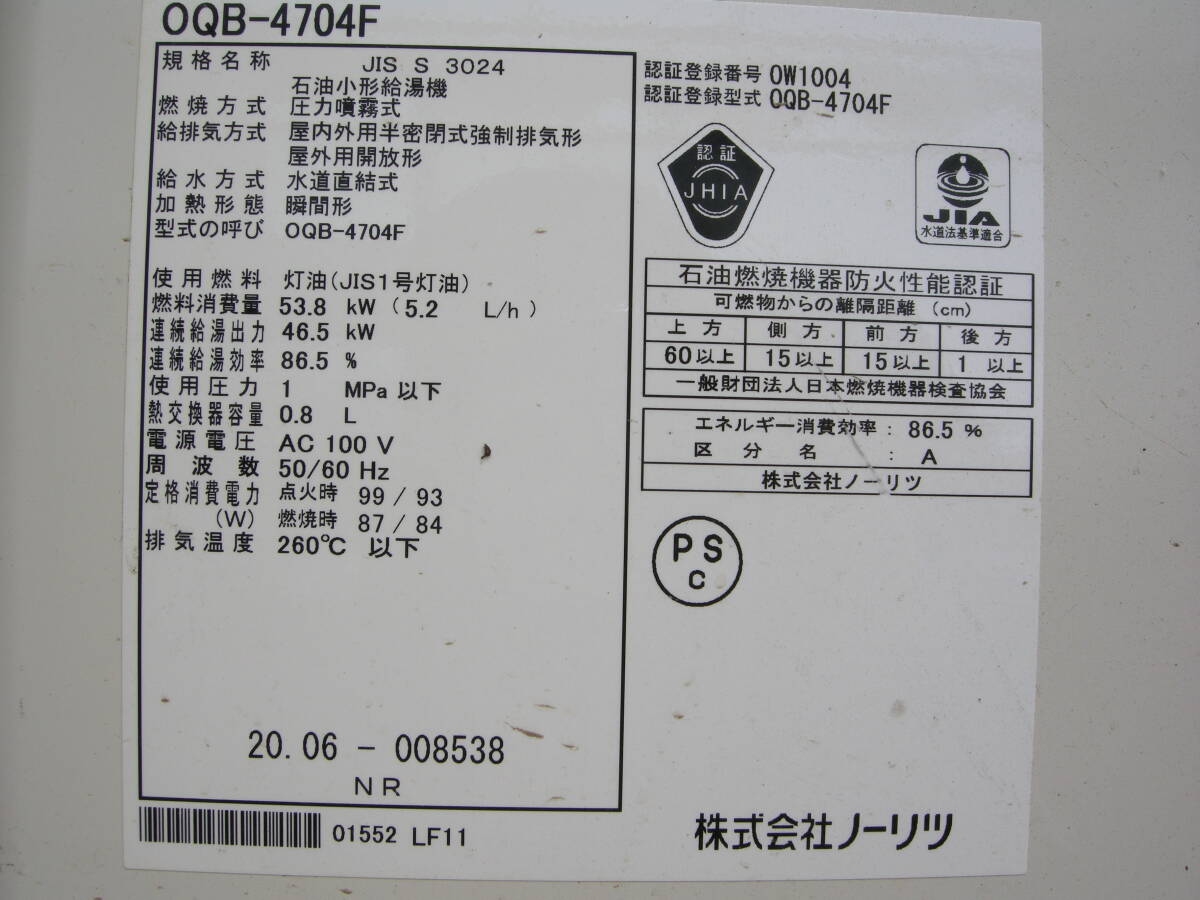 OQB-4704F
規格名称 JIS S 3024
石油小形給湯機
燃焼方式 圧力噴霧式
給排気方式 屋内外用半密閉式強制排気形
屋外用開放形
給水方式 水道直結式
加熱形態 瞬間形
型式の呼び OQB-4704F
使用燃料 灯油(JIS1号灯油)
燃料消費量 53.8 kW (5.2 L/h)
連続給湯出力 46.5 kW
連続給湯効率 86.5 %
使用圧力 1 MPa 以下
熱交換器容量 0.8 L
電源電圧 AC 100 V
周波数 50/60 Hz
定格消費電力 点火時 99 / 93
(W) 燃焼時 87 / 84
排気温度 260℃ 以下
20.06 - 008538
NR
01552 LF11
認証登録番号 OW1004
認証登録型式 OQB-4704F
認証
JHIA
JIA
水道法基準適合
石油燃焼機器防火性能認証
可燃物からの離隔距離 (cm)
上方 側方 前方 後方
60以上 15以上 15以上 1以上
一般財団法人日本燃焼機器検査協会
エネルギー消費効率: 86.5 %
区分名 : A
株式会社ノーリツ
PS
C
株式会社ノーリツ